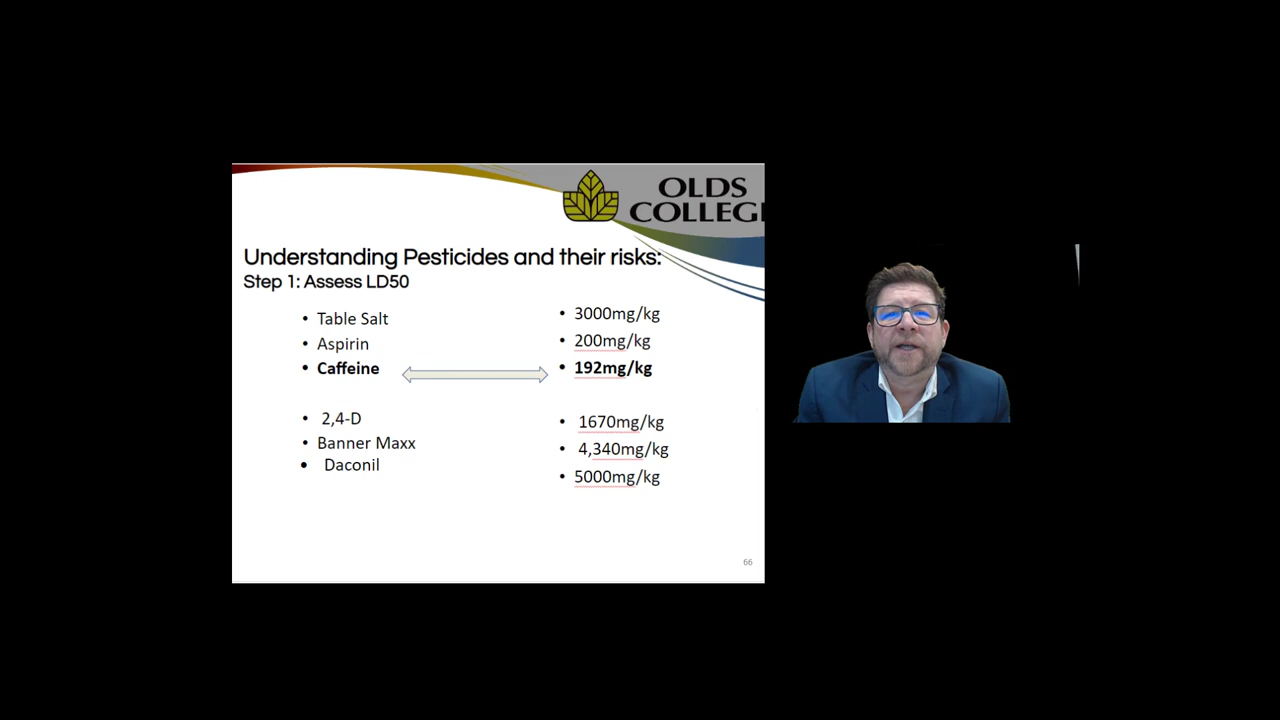 OLDS
COLLEGE
Understanding Pesticides and their risks:
Step 1: Assess LD50
• Table Salt
• Aspirin
• Caffeine
• 2,4-D
• Banner Maxx
• Daconil
• 3000mg/kg
• 200mg/kg
• 192mg/kg
• 1670mg/kg
• 4,340mg/kg
• 5000mg/kg
66